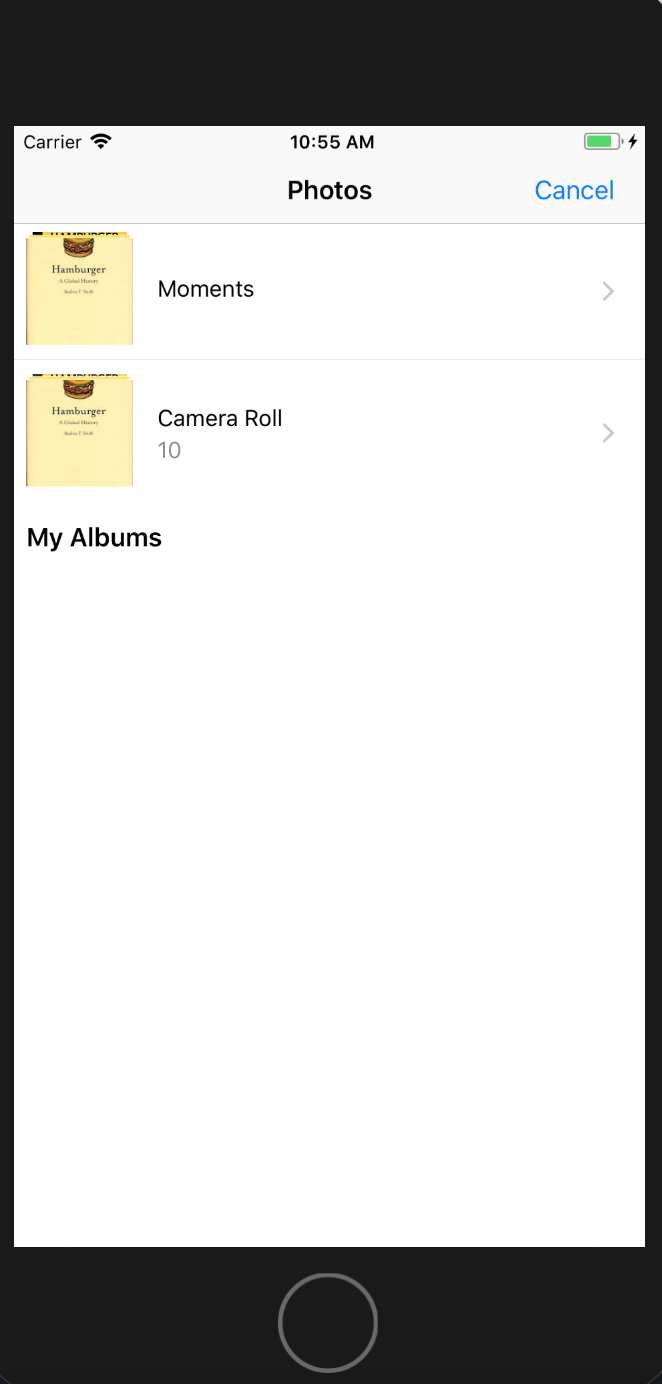 Carrier
10:55 AM
Photos
Cancel
HAMBURGER
Hamburger
A Global History
Andrew F. Smith
Moments
HAMBURGER
Hamburger
A Global History
Andrew F. Smith
Camera Roll
10
My Albums